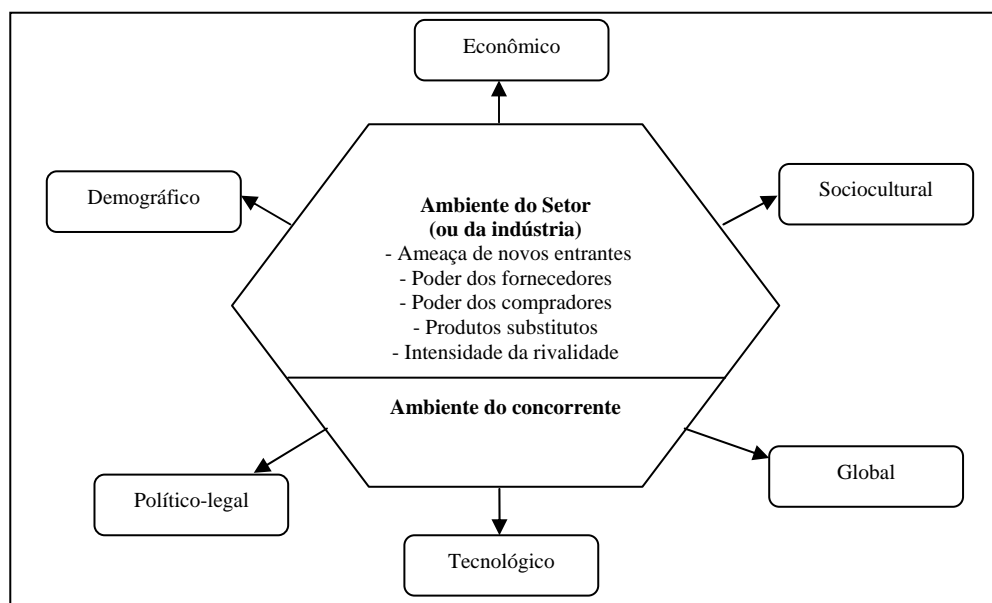 Econômico
Demográfico
Sociocultural
Ambiente do Setor
(ou da indústria)
- Ameaça de novos entrantes
- Poder dos fornecedores
- Poder dos compradores
- Produtos substitutos
- Intensidade da rivalidade
Ambiente do concorrente
Político-legal
Global
Tecnológico